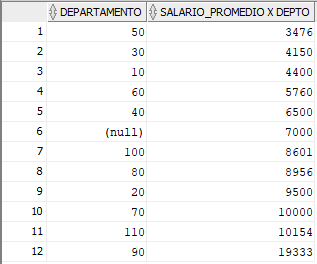 DEPARTAMENTO SALARIO_PROMEDIO X DEPTO
1 50 3476
2 30 4150
3 10 4400
4 60 5760
5 40 6500
6 (null) 7000
7 100 8601
8 80 8956
9 20 9500
10 70 10000
11 110 10154
12 90 19333